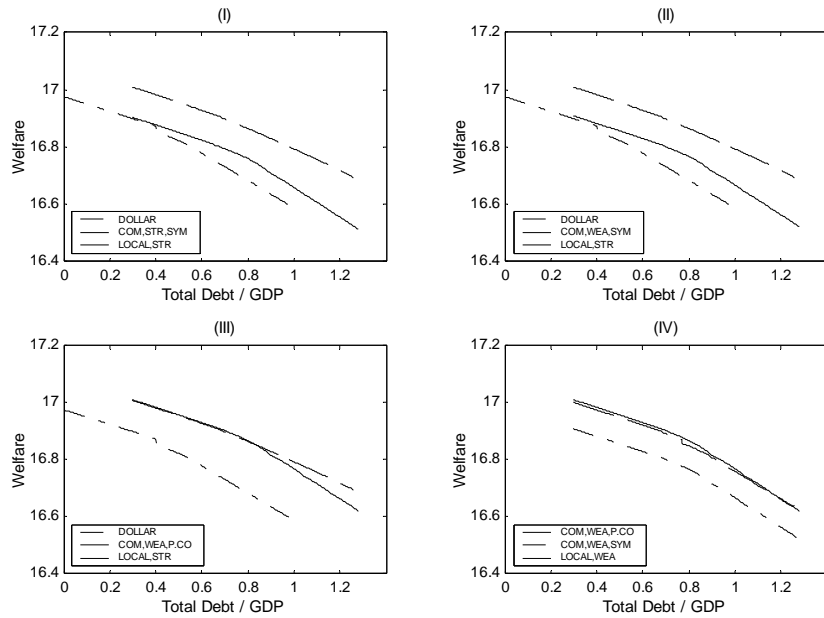 (I)
17.2
17
16.8
16.6
16.4
Welfare
DOLLAR
COM,STR,SYM
LOCAL,STR
0 0.2 0.4 0.6 0.8 1 1.2
Total Debt / GDP
(II)
17.2
17
16.8
16.6
16.4
Welfare
DOLLAR
COM,WEA,SYM
LOCAL,STR
0 0.2 0.4 0.6 0.8 1 1.2
Total Debt / GDP
(III)
17.2
17
16.8
16.6
16.4
Welfare
DOLLAR
COM,WEA,P.CO
LOCAL,STR
0 0.2 0.4 0.6 0.8 1 1.2
Total Debt / GDP
(IV)
17.2
17
16.8
16.6
16.4
Welfare
COM,WEA,P.CO
COM,WEA,SYM
LOCAL,WEA
0 0.2 0.4 0.6 0.8 1 1.2
Total Debt / GDP